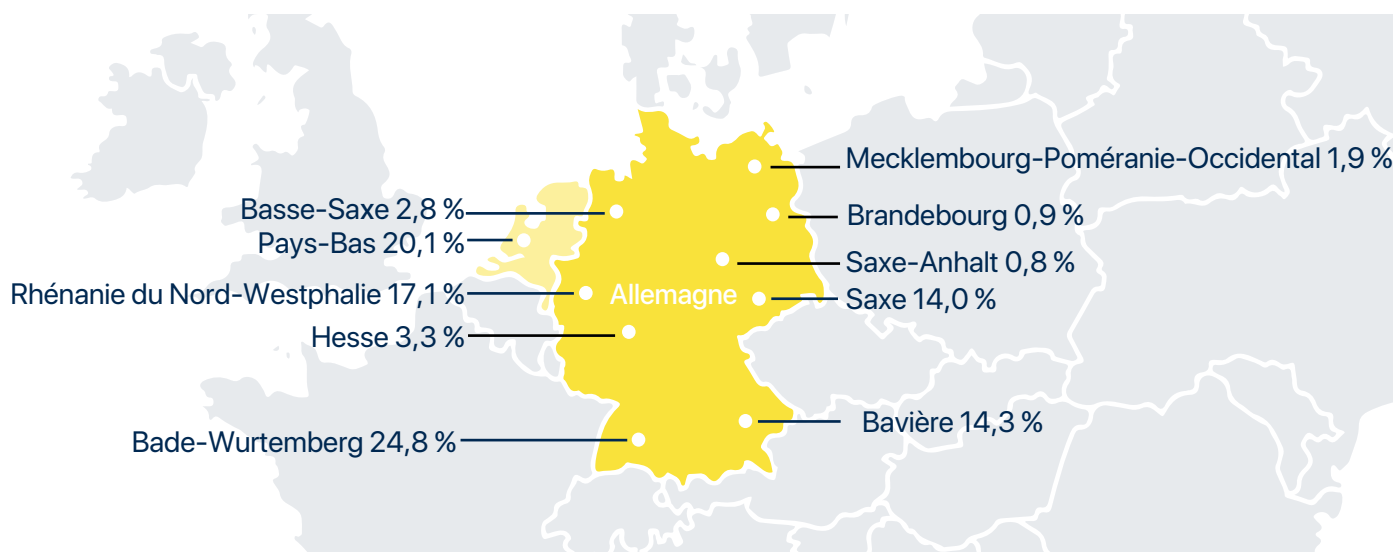 Mecklembourg-Poméranie-Occidental 1,9 %
Basse-Saxe 2,8 %
Brandebourg 0,9 %
Pays-Bas 20,1 %
Saxe-Anhalt 0,8 %
Rhénanie du Nord-Westphalie 17,1 %
Allemagne
Saxe 14,0 %
Hesse 3,3 %
Bavière 14,3 %
Bade-Wurtemberg 24,8 %